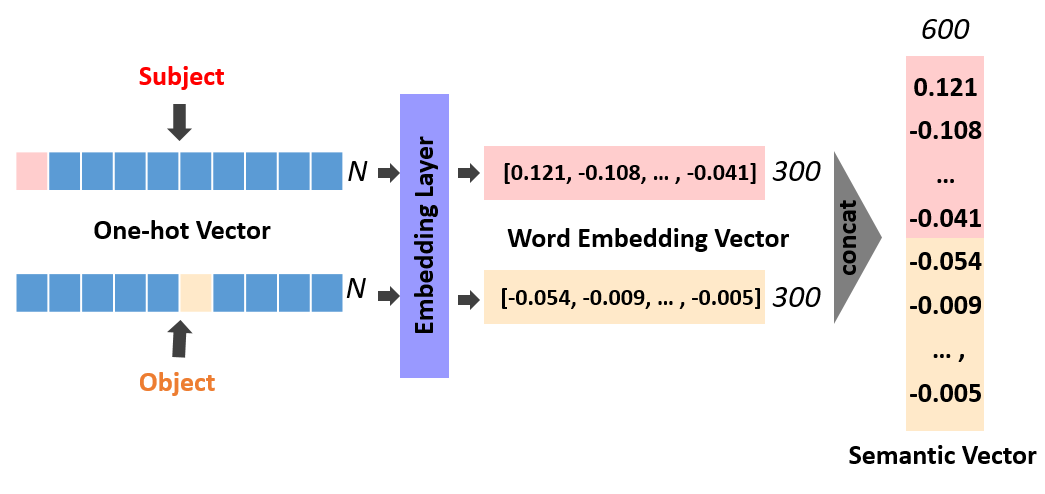 600
Subject
0.121
-0.108
...
-0.041
N
Embedding Layer
[0.121, -0.108, ... , -0.041]
300
One-hot Vector
Word Embedding Vector
concat
-0.054
-0.009
... ,
-0.005
N
[-0.054, -0.009, ... , -0.005]
300
Object
Semantic Vector